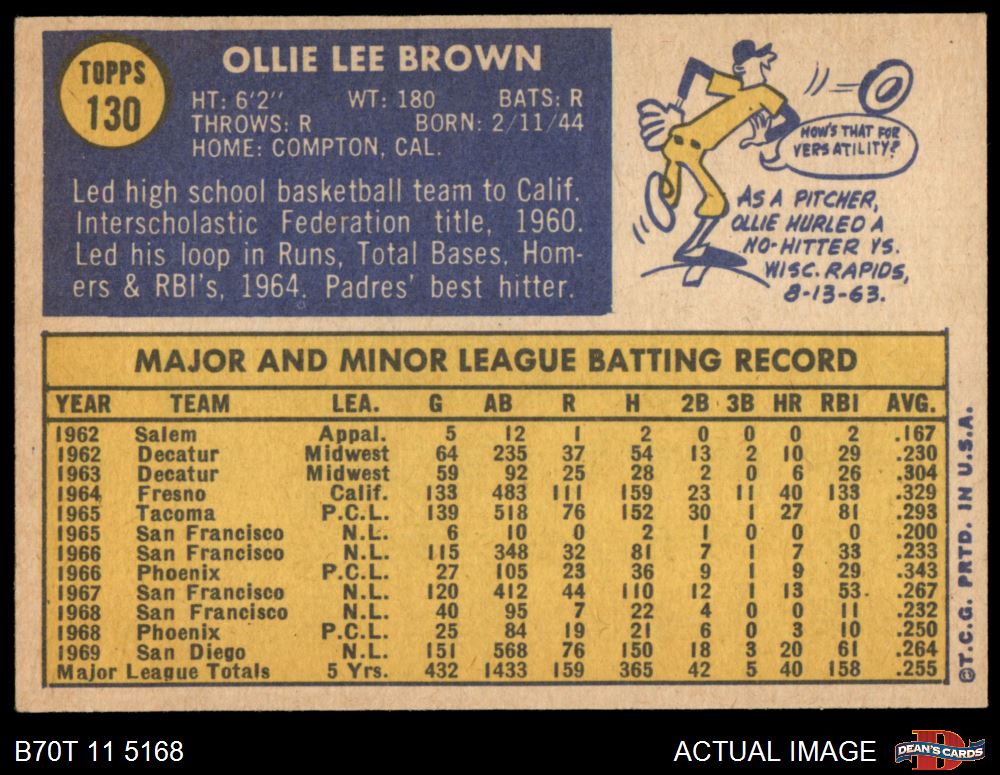 TOPPS
130
OLLIE LEE BROWN
HT: 6'2" WT: 180 BATS: R
THROWS: R BORN: 2/11/44
HOME: COMPTON, CAL.
Led high school basketball team to Calif.
Interscholastic Federation title, 1960.
Led his loop in Runs, Total Bases, Hom-
ers & RBI's, 1964. Padres' best hitter.
HOW'S THAT FOR
VERSATILITY?
AS A PITCHER,
OLLIE HURLED A
NO-HITTER VS.
WISC. RAPIDS,
8-13-63.
MAJOR AND MINOR LEAGUE BATTING RECORD
YEAR TEAM LEA. G AB R H 2B 3B HR RBI AVG.
1962 Salem Appal. 5 12 1 2 0 0 0 2 .167
1962 Decatur Midwest 64 235 37 54 13 2 10 29 .230
1963 Decatur Midwest 59 92 25 28 2 0 6 26 .304
1964 Fresno Calif. 133 483 111 159 23 11 40 133 .329
1965 Tacoma P.C.L. 139 518 76 152 30 1 27 81 .293
1965 San Francisco N.L. 6 10 0 2 1 0 0 0 .200
1966 San Francisco N.L. 115 348 32 81 7 1 7 33 .233
1966 Phoenix P.C.L. 27 105 23 36 9 1 9 29 .343
1967 San Francisco N.L. 120 412 44 110 12 1 13 53 .267
1968 San Francisco N.L. 40 95 7 22 4 0 0 11 .232
1968 Phoenix P.C.L. 25 84 19 21 6 0 3 10 .250
1969 San Diego N.L. 151 568 76 150 18 3 20 61 .264
Major League Totals 5 Yrs. 432 1433 159 365 42 5 40 158 .255
©T.C.G. PRTD. IN U.S.A.
B70T 11 5168
ACTUAL IMAGE
D
DEAN'S CARDS